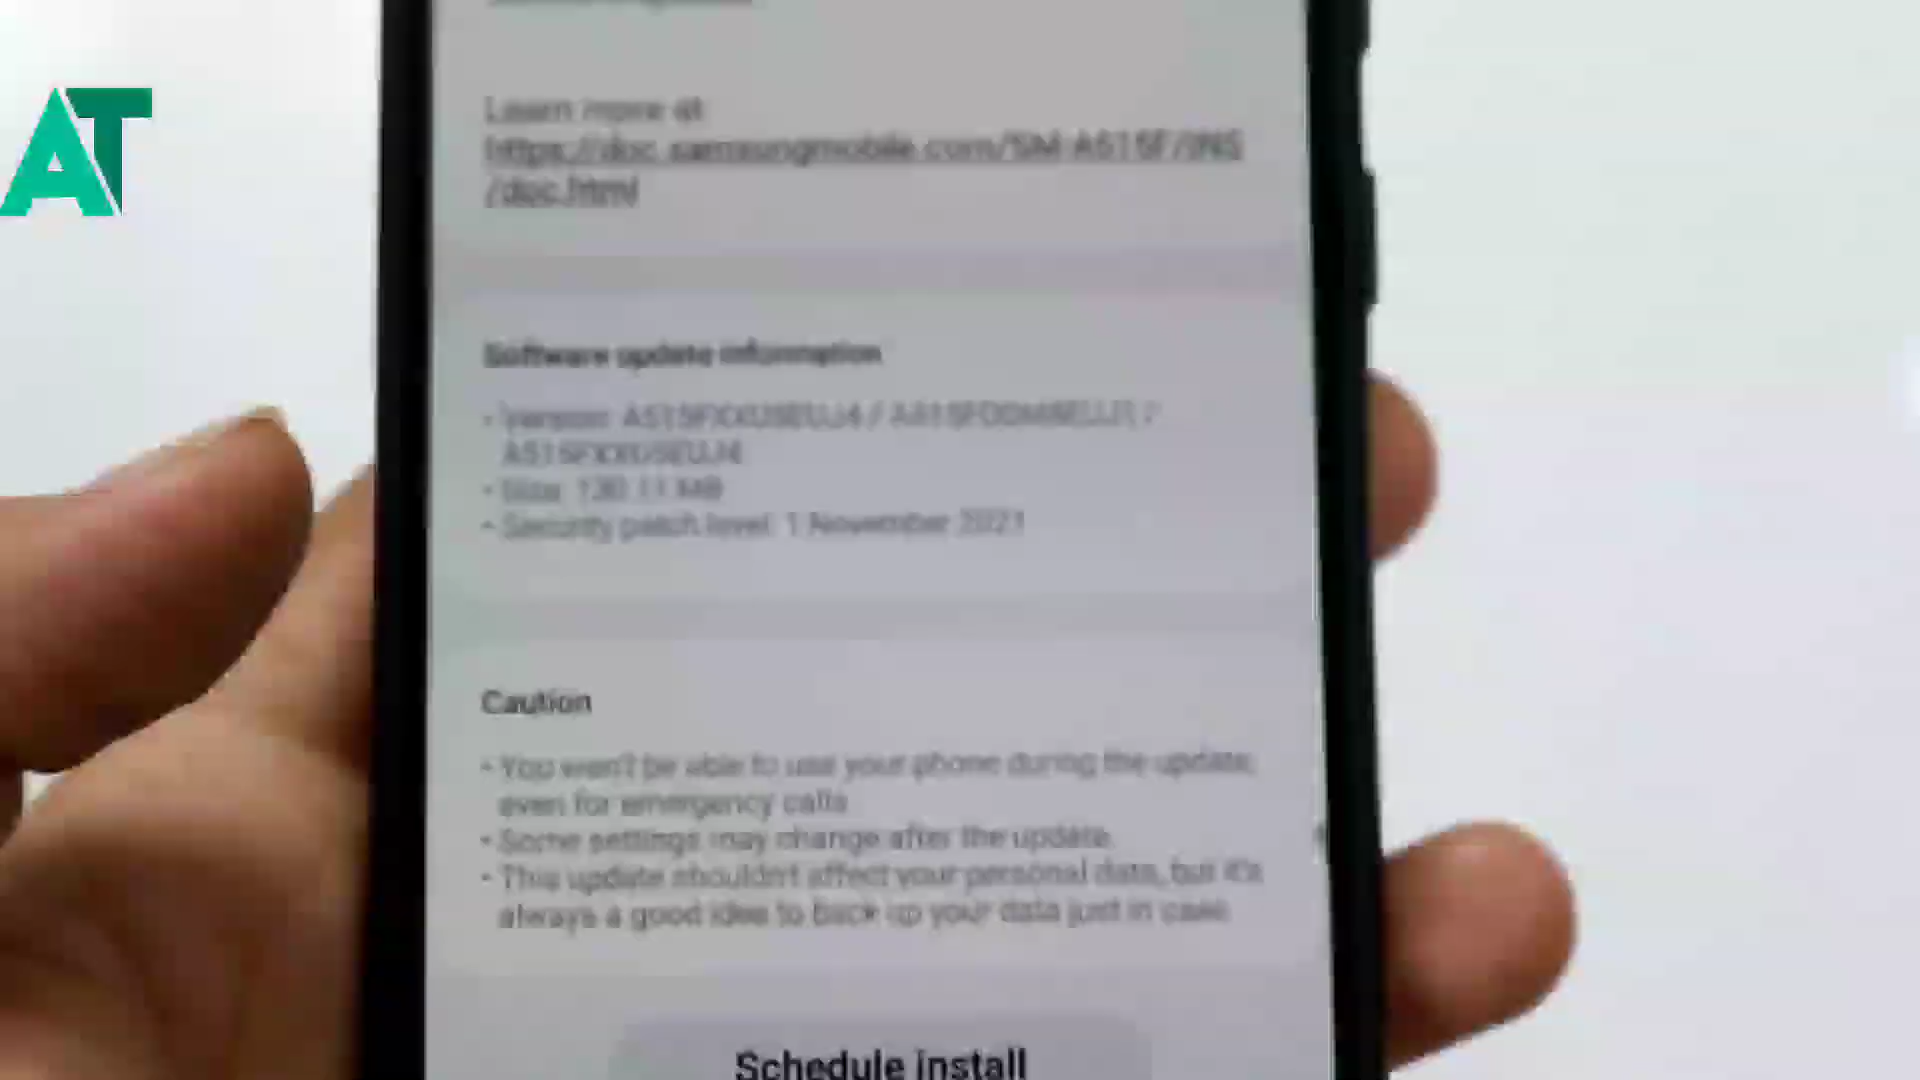 AT
Learn more at:
https://doc.samsungmobile.com/SM-A515F/INS
/doc.html
Software update information
• Version: A515FXXU5EUJ4 /
A515FXXU5EUJ4
• Size: 130.11 MB
• Security patch level: 1 November 2021
Caution
• You won't be able to use your phone during the update,
even for emergency calls.
• Some settings may change after the update.
• This update shouldn't affect your personal data, but it's
always a good idea to back up your data just in case.
Schedule install